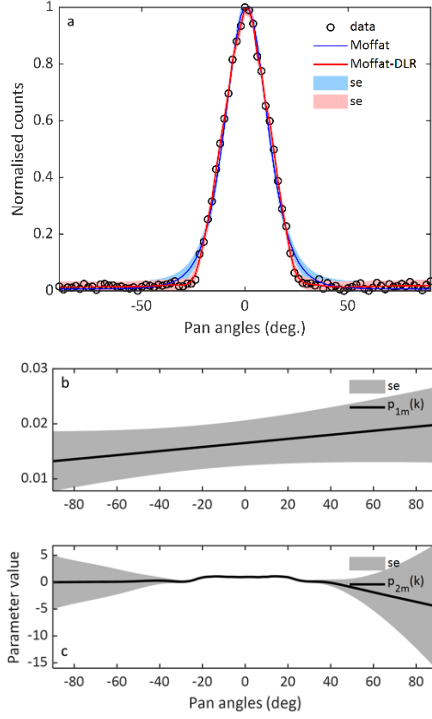 a
data
Moffat
Moffat-DLR
se
se
Normalised counts
1
0.8
0.6
0.4
0.2
0
-50 0 50
Pan angles (deg.)
b
se
p1m(k)
0.03
0.02
0.01
-80 -60 -40 -20 0 20 40 60 80
se
p2m(k)
Parameter value
5
0
-5
-10
-15
c
-80 -60 -40 -20 0 20 40 60 80
Pan angles (deg.)